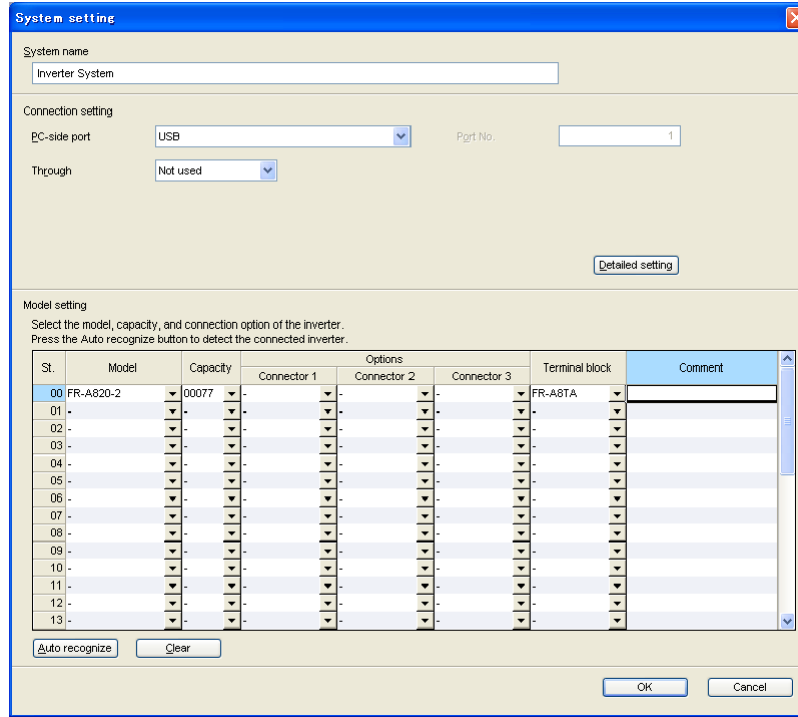 System setting
System name
Inverter System
Connection setting
PC-side port USB Port No. 1
Through Not used
Detailed setting
Model setting
Select the model, capacity, and connection option of the inverter.
Press the Auto recognize button to detect the connected inverter.
St. Model Capacity Options Terminal block Comment
Connector 1 Connector 2 Connector 3
00 FR-A820-2 00077 - - - FR-A8TA
01 - - - - - -
02 - - - - - -
03 - - - - - -
04 - - - - - -
05 - - - - - -
06 - - - - - -
07 - - - - - -
08 - - - - - -
09 - - - - - -
10 - - - - - -
11 - - - - - -
12 - - - - - -
13 - - - - - -
Auto recognize Clear
OK Cancel